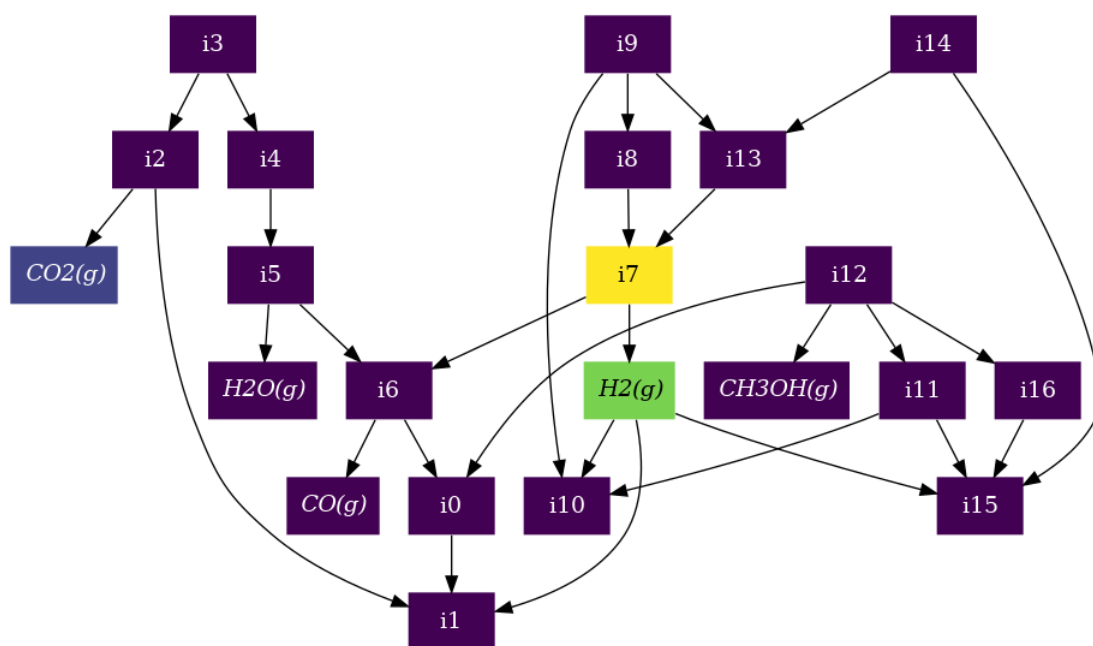 i3
i9
i14
i2
i4
i8
i13
CO2(g)
i5
i7
i12
H2O(g)
i6
H2(g)
CH3OH(g)
i11
i16
CO(g)
i0
i10
i15
i1